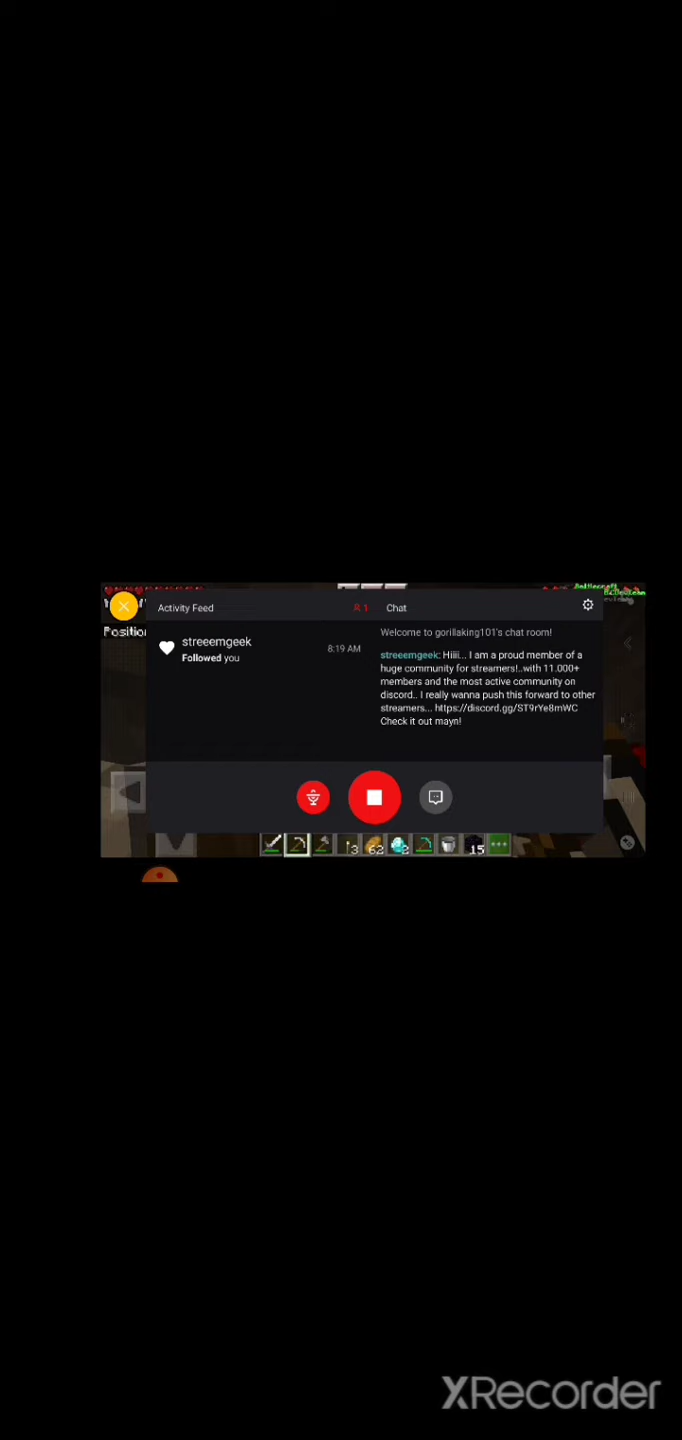 Activity Feed
1
Chat
Positio
streeemgeek
Followed you
8:19 AM
Welcome to gorillaking101's chat room!
streeemgeek: Hiiii... I am a proud member of a
huge community for streamers!..with 11.000+
members and the most active community on
discord.. I really wanna push this forward to other
streamers... https://discord.gg/ST9rYe8mWC
Check it out mayn!
3
62
2
15
XRecorder